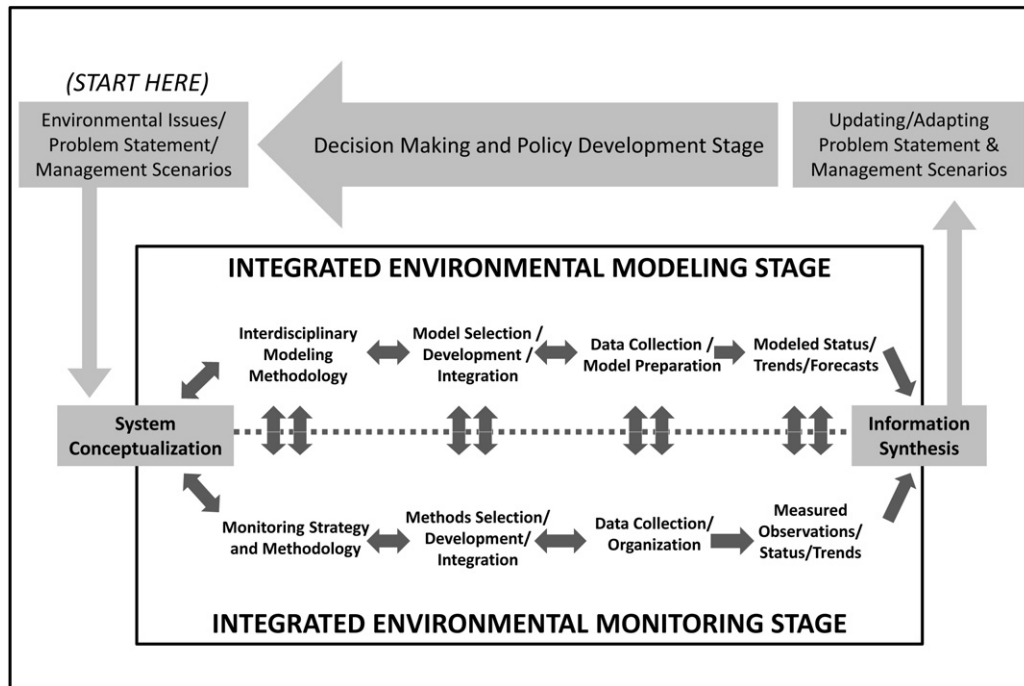 (START HERE)
Environmental Issues/
Problem Statement/
Management Scenarios
Decision Making and Policy Development Stage
Updating/Adapting
Problem Statement &
Management Scenarios
INTEGRATED ENVIRONMENTAL MODELING STAGE
Interdisciplinary
Modeling
Methodology
Model Selection /
Development /
Integration
Data Collection /
Model Preparation
Modeled Status/
Trends/Forecasts
System
Conceptualization
Information
Synthesis
Monitoring Strategy
and Methodology
Methods Selection/
Development/
Integration
Data Collection/
Organization
Measured
Observations/
Status/Trends
INTEGRATED ENVIRONMENTAL MONITORING STAGE